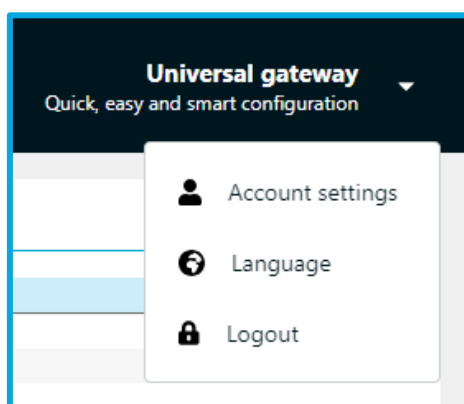 Universal gateway
Quick, easy and smart configuration
Account settings
Language
Logout